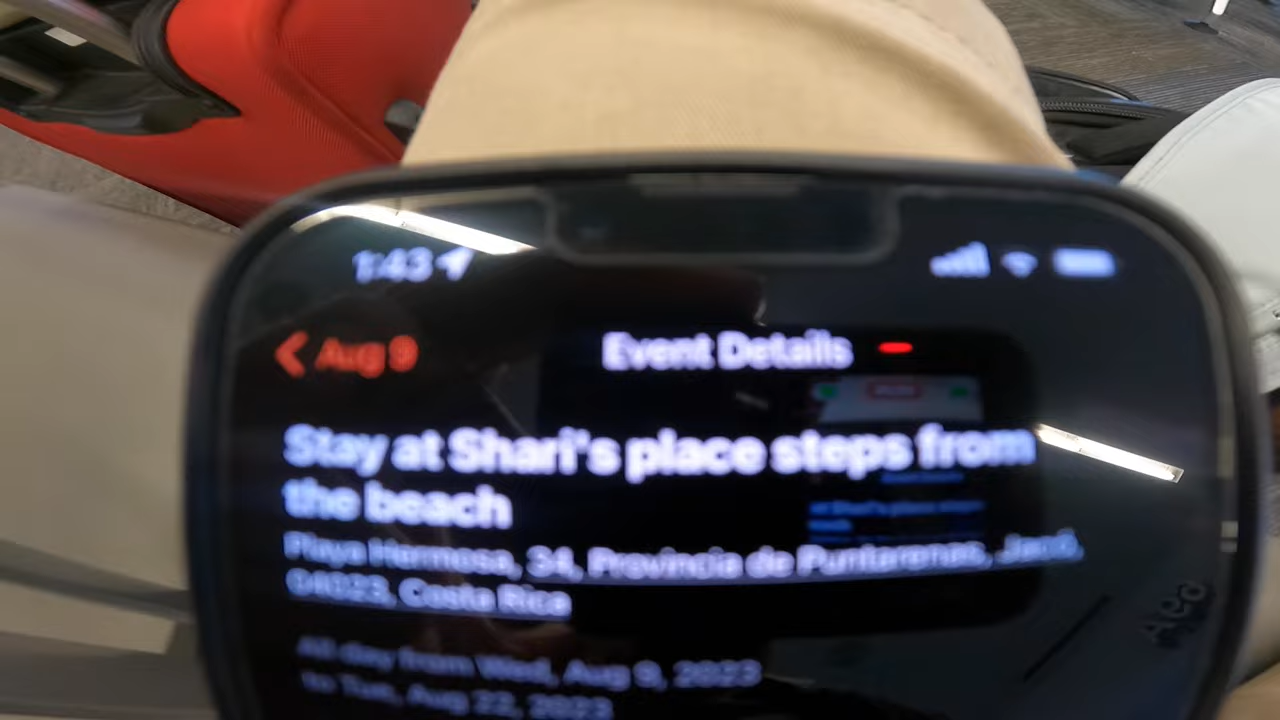 1:43
Aug 9
Event Details
Stay at Shari's place steps from
the beach
Playa Hermosa, 34, Provincia de Puntarenas, Jacó,
Costa Rica
All day from Wed, Aug 9, 2023
to Tue, Aug 22, 2023